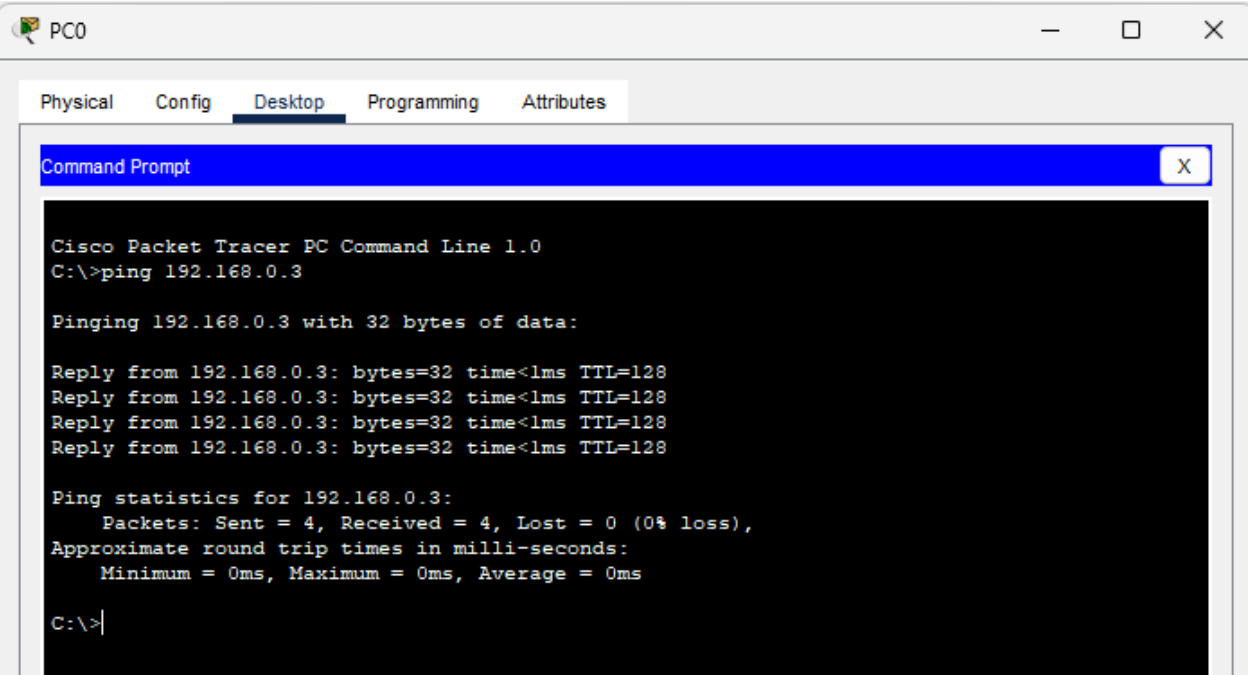 PC0
Physical Config Desktop Programming Attributes
Command Prompt
X
Cisco Packet Tracer PC Command Line 1.0
C:\>ping 192.168.0.3
Pinging 192.168.0.3 with 32 bytes of data:
Reply from 192.168.0.3: bytes=32 time<1ms TTL=128
Reply from 192.168.0.3: bytes=32 time<1ms TTL=128
Reply from 192.168.0.3: bytes=32 time<1ms TTL=128
Reply from 192.168.0.3: bytes=32 time<1ms TTL=128
Ping statistics for 192.168.0.3:
Packets: Sent = 4, Received = 4, Lost = 0 (0% loss),
Approximate round trip times in milli-seconds:
Minimum = 0ms, Maximum = 0ms, Average = 0ms
C:\>